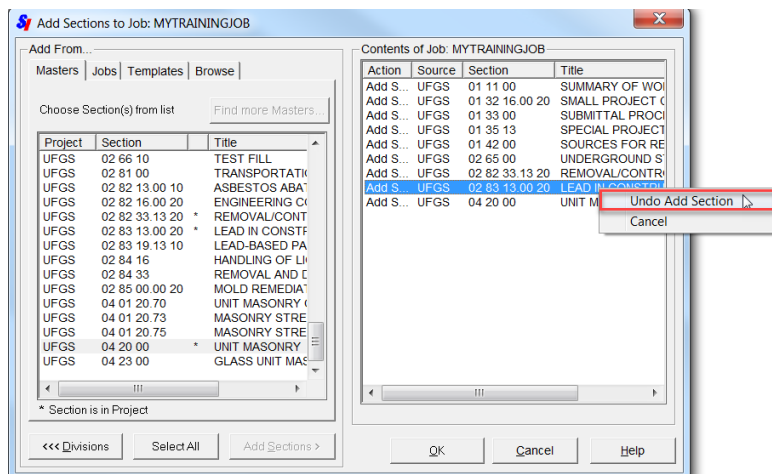 Add Sections to Job: MYTRAININGJOB
Add From...
Masters Jobs Templates Browse
Choose Section(s) from list Find more Masters...
Project Section Title
UFGS 02 66 10 TEST FILL
UFGS 02 81 00 TRANSPORTATI
UFGS 02 82 13.00 10 ASBESTOS ABAT
UFGS 02 82 16.00 20 ENGINEERING CO
UFGS 02 82 33.13 20 * REMOVAL/CONT
UFGS 02 83 13.00 20 * LEAD IN CONSTR
UFGS 02 83 19.13 10 LEAD-BASED PA
UFGS 02 84 16 HANDLING OF LI
UFGS 02 84 33 REMOVAL AND D
UFGS 02 85 00.00 20 MOLD REMEDIAT
UFGS 04 01 20.70 UNIT MASONRY
UFGS 04 01 20.73 MASONRY STRE
UFGS 04 01 20.75 MASONRY STRE
UFGS 04 20 00 * UNIT MASONRY
UFGS 04 23 00 GLASS UNIT MAS
* Section is in Project
<<< Divisions Select All Add Sections >
Contents of Job: MYTRAININGJOB
Action Source Section Title
Add S... UFGS 01 11 00 SUMMARY OF WO
Add S... UFGS 01 32 16.00 20 SMALL PROJECT
Add S... UFGS 01 33 00 SUBMITTAL PROC
Add S... UFGS 01 35 13 SPECIAL PROJECT
Add S... UFGS 01 42 00 SOURCES FOR RE
Add S... UFGS 02 65 00 UNDERGROUND S
Add S... UFGS 02 82 33.13 20 REMOVAL/CONTR
Add S... UFGS 02 83 13.00 20 LEAD IN CONSTRU
Add S... UFGS 04 20 00 UNIT M
Undo Add Section
Cancel
OK Cancel Help